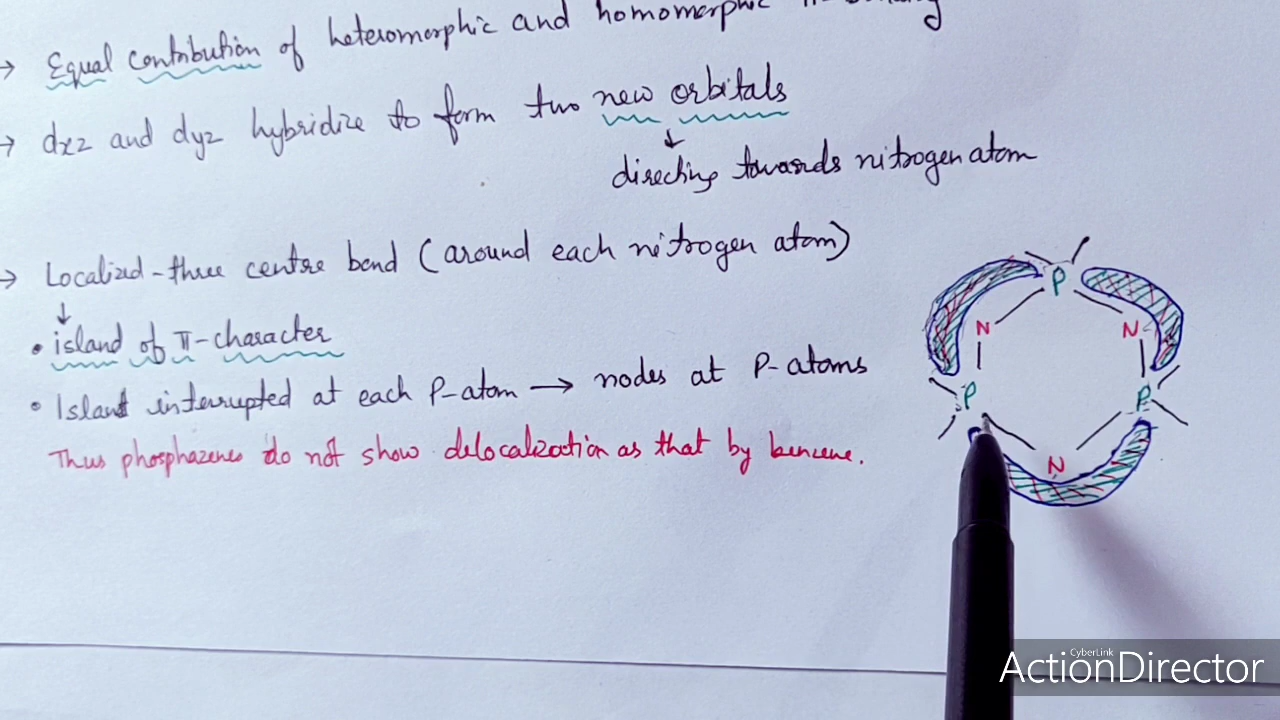 → Equal contribution of heteromorphic and homomorphic
→ dxz and dyz hybridize to form two new orbitals
↓
directing towards nitrogen atom
→ Localized-three centre bond (around each nitrogen atom)
↓
• island of π-character
• Island interrupted at each P-atom → nodes at P-atoms
Thus phosphazenes do not show delocalization as that by benzene.
P
N N
P P
N
CyberLink
ActionDirector